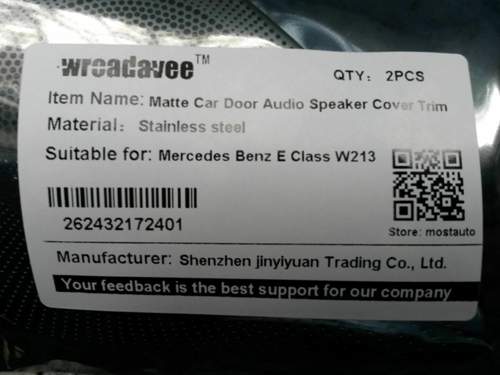 wroadavee™
QTY: 2PCS
Item Name: Matte Car Door Audio Speaker Cover Trim
Material: Stainless steel
Suitable for: Mercedes Benz E Class W213
262432172401
Store: mostauto
Manufacturer: Shenzhen jinyiyuan Trading Co., Ltd.
Your feedback is the best support for our company